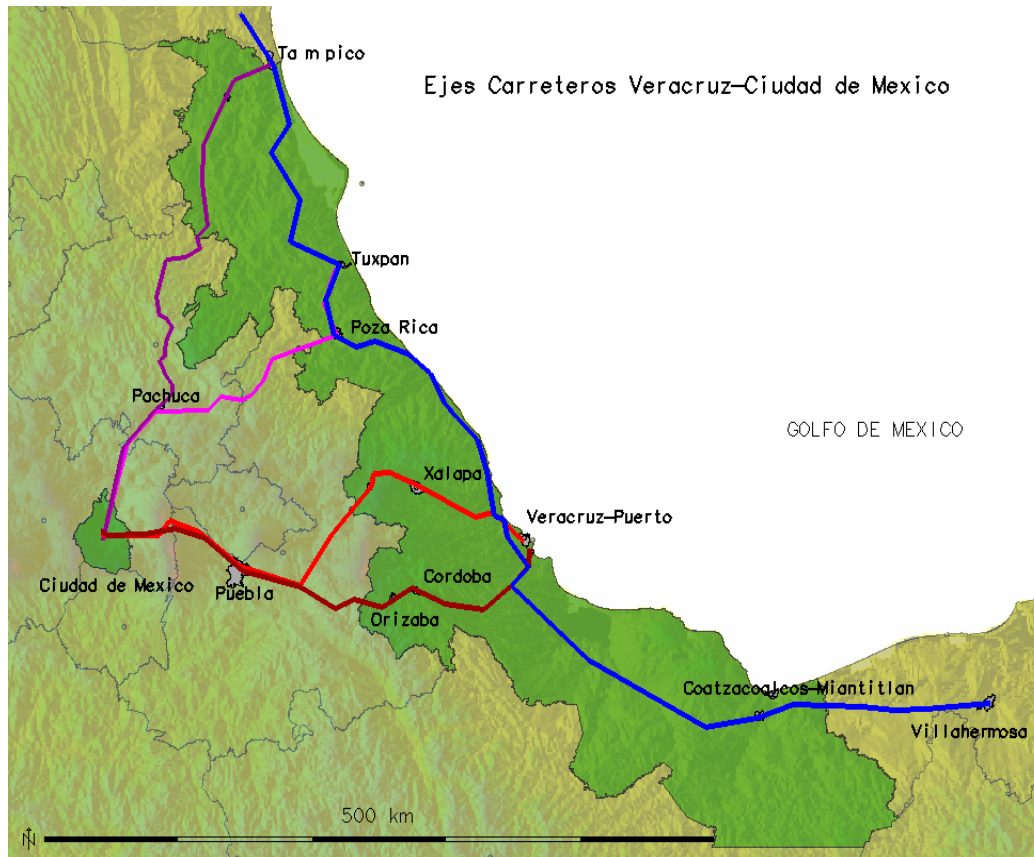 Tampico
Ejes Carreteros Veracruz-Ciudad de Mexico
Tuxpan
Poza Rica
Pachuca
GOLFO DE MEXICO
Xalapa
Veracruz-Puerto
Ciudad de Mexico
Puebla
Cordoba
Orizaba
Coatzacoalcos-Miantitlan
Villahermosa
500 km
N